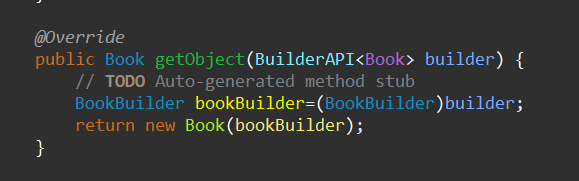 @Override
public Book getObject(BuilderAPI<Book> builder) {
// TODO Auto-generated method stub
BookBuilder bookBuilder=(BookBuilder)builder;
return new Book(bookBuilder);
}